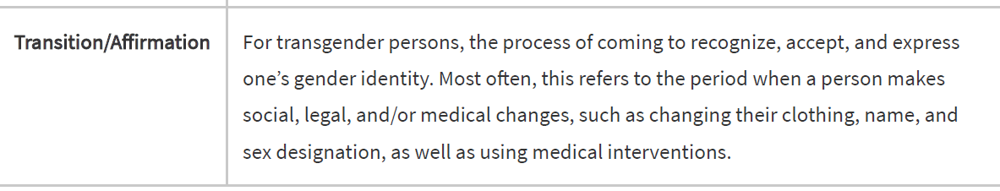 Transition/Affirmation
For transgender persons, the process of coming to recognize, accept, and express
one’s gender identity. Most often, this refers to the period when a person makes
social, legal, and/or medical changes, such as changing their clothing, name, and
sex designation, as well as using medical interventions.